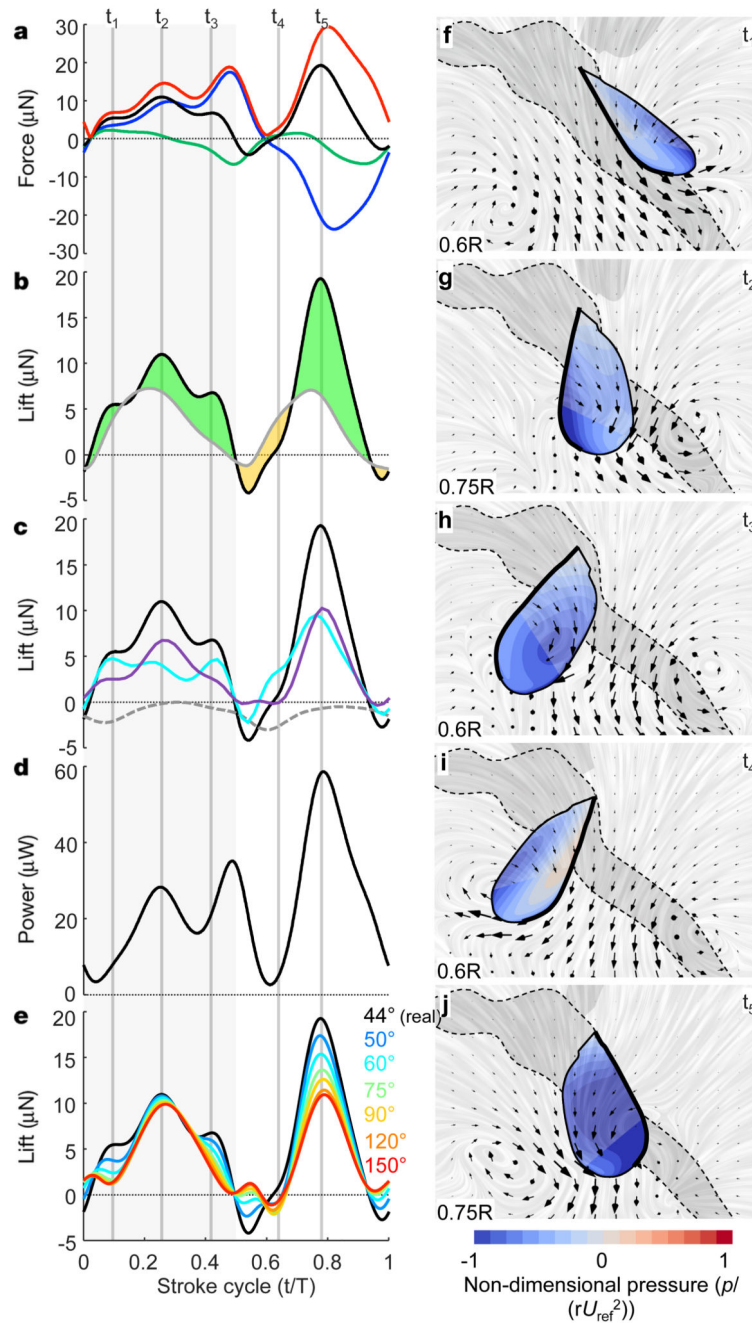 a
t1 t2 t3 t4 t5
30
20
10
0
-10
-20
-30
Force (µN)
b
20
15
10
5
0
-5
Lift (µN)
c
20
15
10
5
0
-5
Lift (µN)
d
60
40
20
0
Power (µW)
e
20
15
10
5
0
-5
Lift (µN)
44° (real)
50°
60°
75°
90°
120°
150°
0 0.2 0.4 0.6 0.8 1
Stroke cycle (t/T)
f
0.6R
g
0.75R
h
t3
0.6R
i
t4
0.6R
j
t5
0.75R
-1 0 1
Non-dimensional pressure (p/
(rUref²))